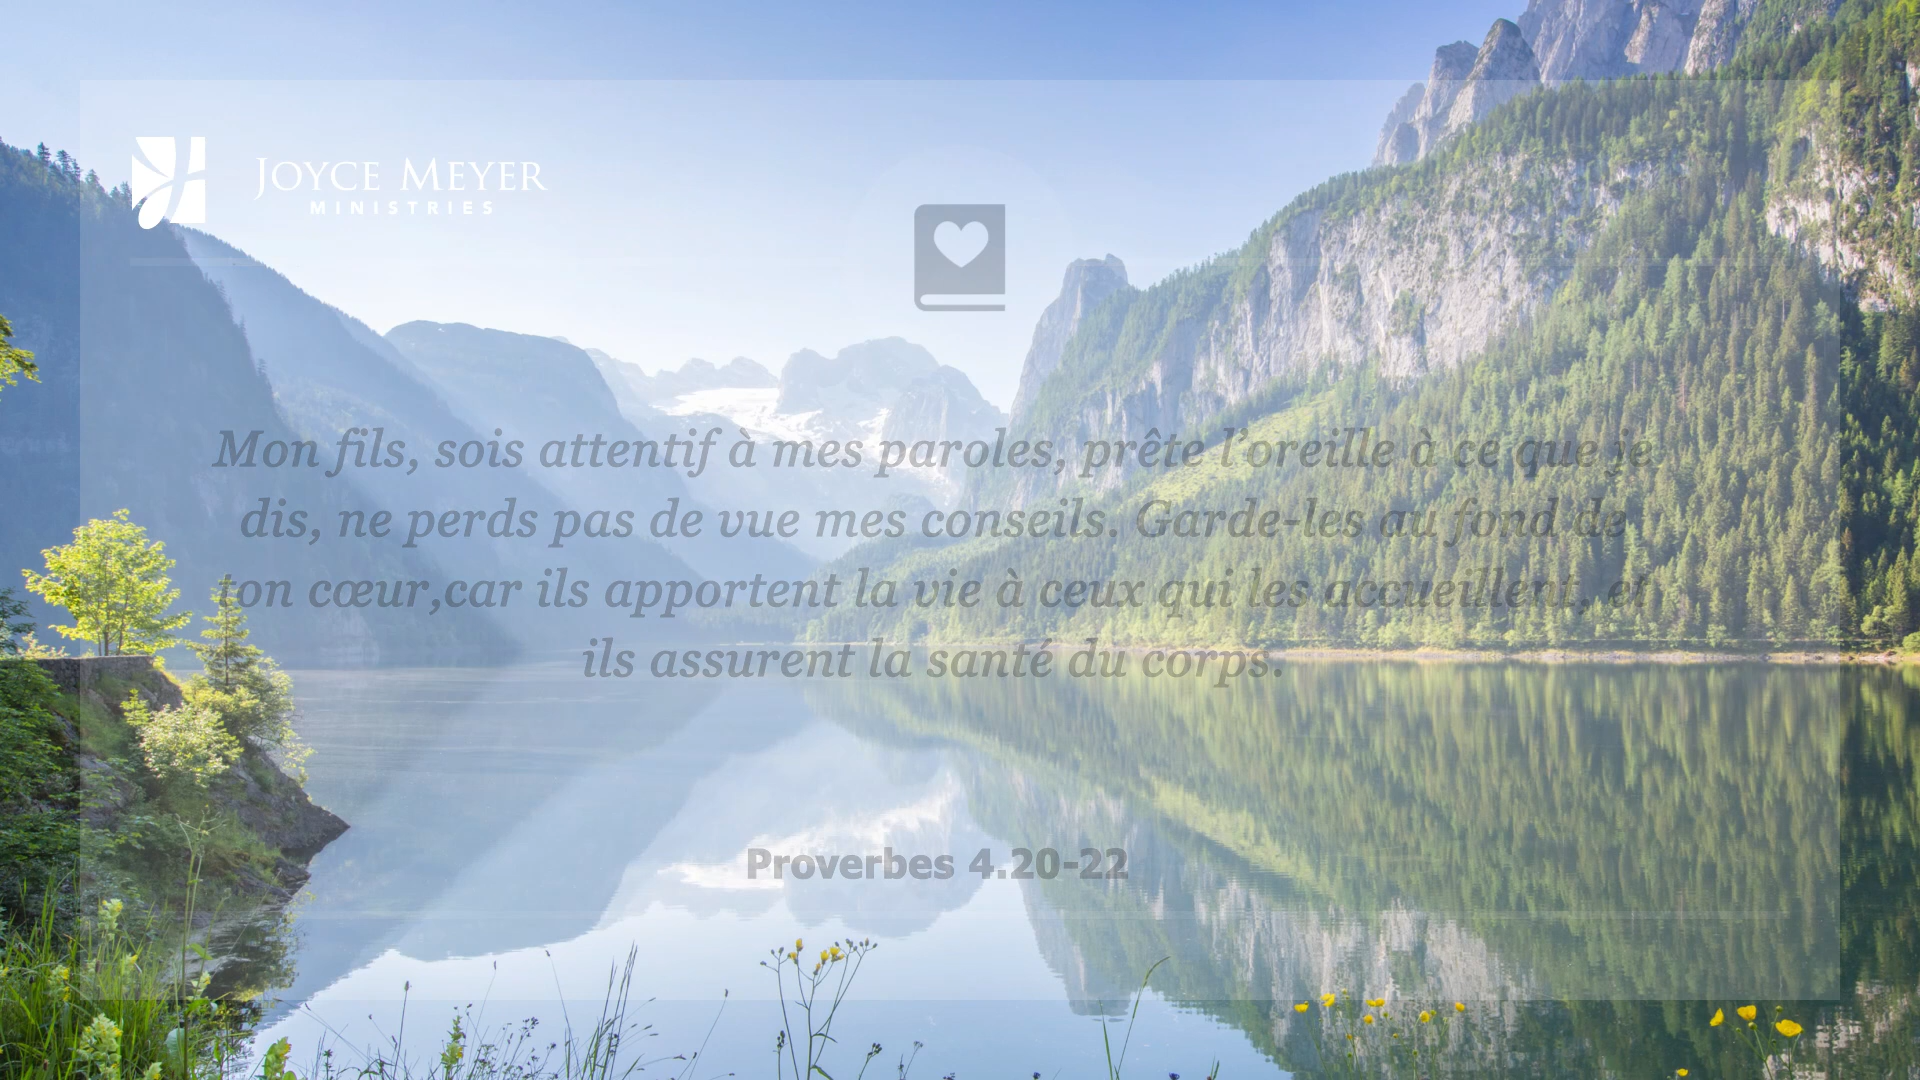 JOYCE MEYER
MINISTRIES
Mon fils, sois attentif à mes paroles, prête l'oreille à ce que je
dis, ne perds pas de vue mes conseils. Garde-les au fond de
ton cœur,car ils apportent la vie à ceux qui les accueillent, et
ils assurent la santé du corps.
Proverbes 4.20-22